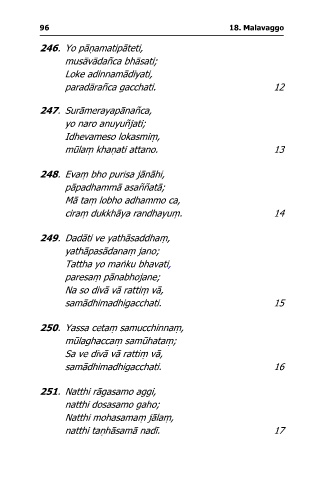 96 18. Malavaggo
246. Yo pāṇamatipāteti,
musāvādañca bhāsati;
Loke adinnamādiyati,
paradārañca gacchati. 12
247. Surāmerayapānañca,
yo naro anuyuñjati;
Idhevameso lokasmiṃ,
mūlaṃ khaṇati attano. 13
248. Evaṃ bho purisa jānāhi,
pāpadhammā asaññatā;
Mā taṃ lobho adhammo ca,
ciraṃ dukkhāya randhayuṃ. 14
249. Dadāti ve yathāsaddhaṃ,
yathāpasādanaṃ jano;
Tattha yo maṅku bhavati,
paresaṃ pānabhojane;
Na so divā vā rattiṃ vā,
samādhimadhigacchati. 15
250. Yassa cetaṃ samucchinnaṃ,
mūlaghaccaṃ samūhataṃ;
Sa ve divā vā rattiṃ vā,
samādhimadhigacchati. 16
251. Natthi rāgasamo aggi,
natthi dosasamo gaho;
Natthi mohasamaṃ jālaṃ,
natthi taṇhāsamā nadī. 17